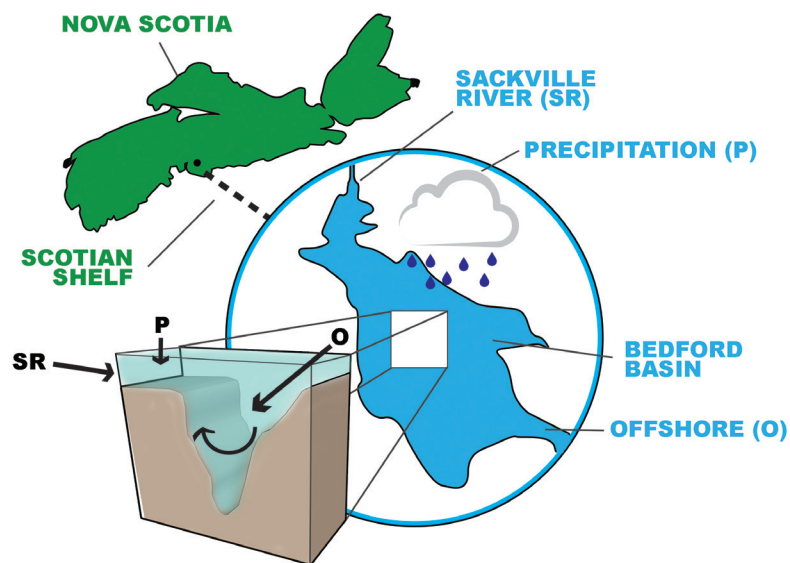 NOVA SCOTIA
SACKVILLE
RIVER (SR)
PRECIPITATION (P)
SCOTIAN
SHELF
P
O
SR
BEDFORD
BASIN
OFFSHORE (O)